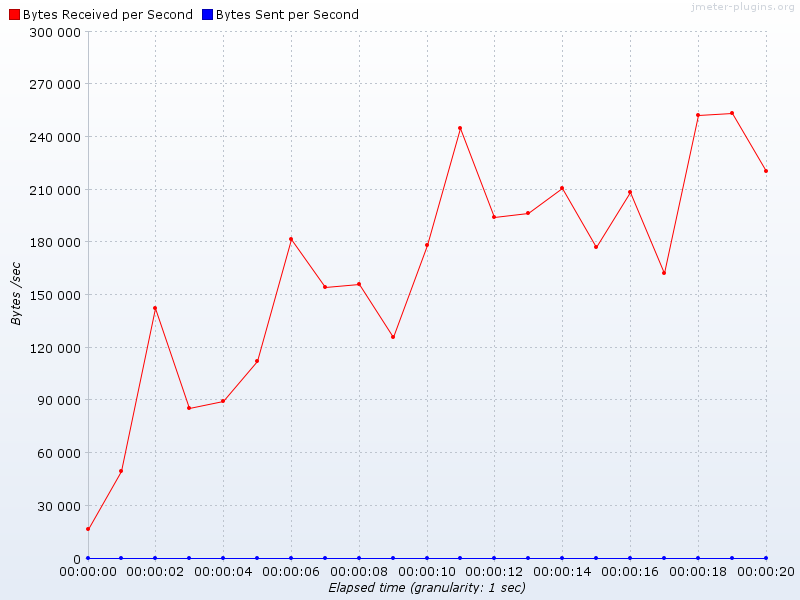 jmeter-plugins.org
Bytes Received per Second Bytes Sent per Second
300 000
270 000
240 000
210 000
180 000
150 000
120 000
90 000
60 000
30 000
0
Bytes /sec
00:00:00 00:00:02 00:00:04 00:00:06 00:00:08 00:00:10 00:00:12 00:00:14 00:00:16 00:00:18 00:00:20
Elapsed time (granularity: 1 sec)